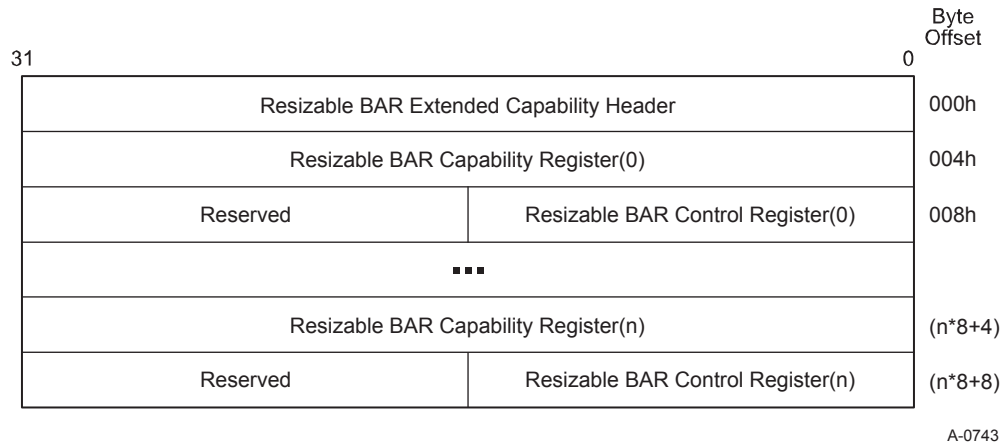 Byte
Offset
31 0
Resizable BAR Extended Capability Header 000h
Resizable BAR Capability Register(0) 004h
Reserved Resizable BAR Control Register(0) 008h
...
Resizable BAR Capability Register(n) (n*8+4)
Reserved Resizable BAR Control Register(n) (n*8+8)
A-0743